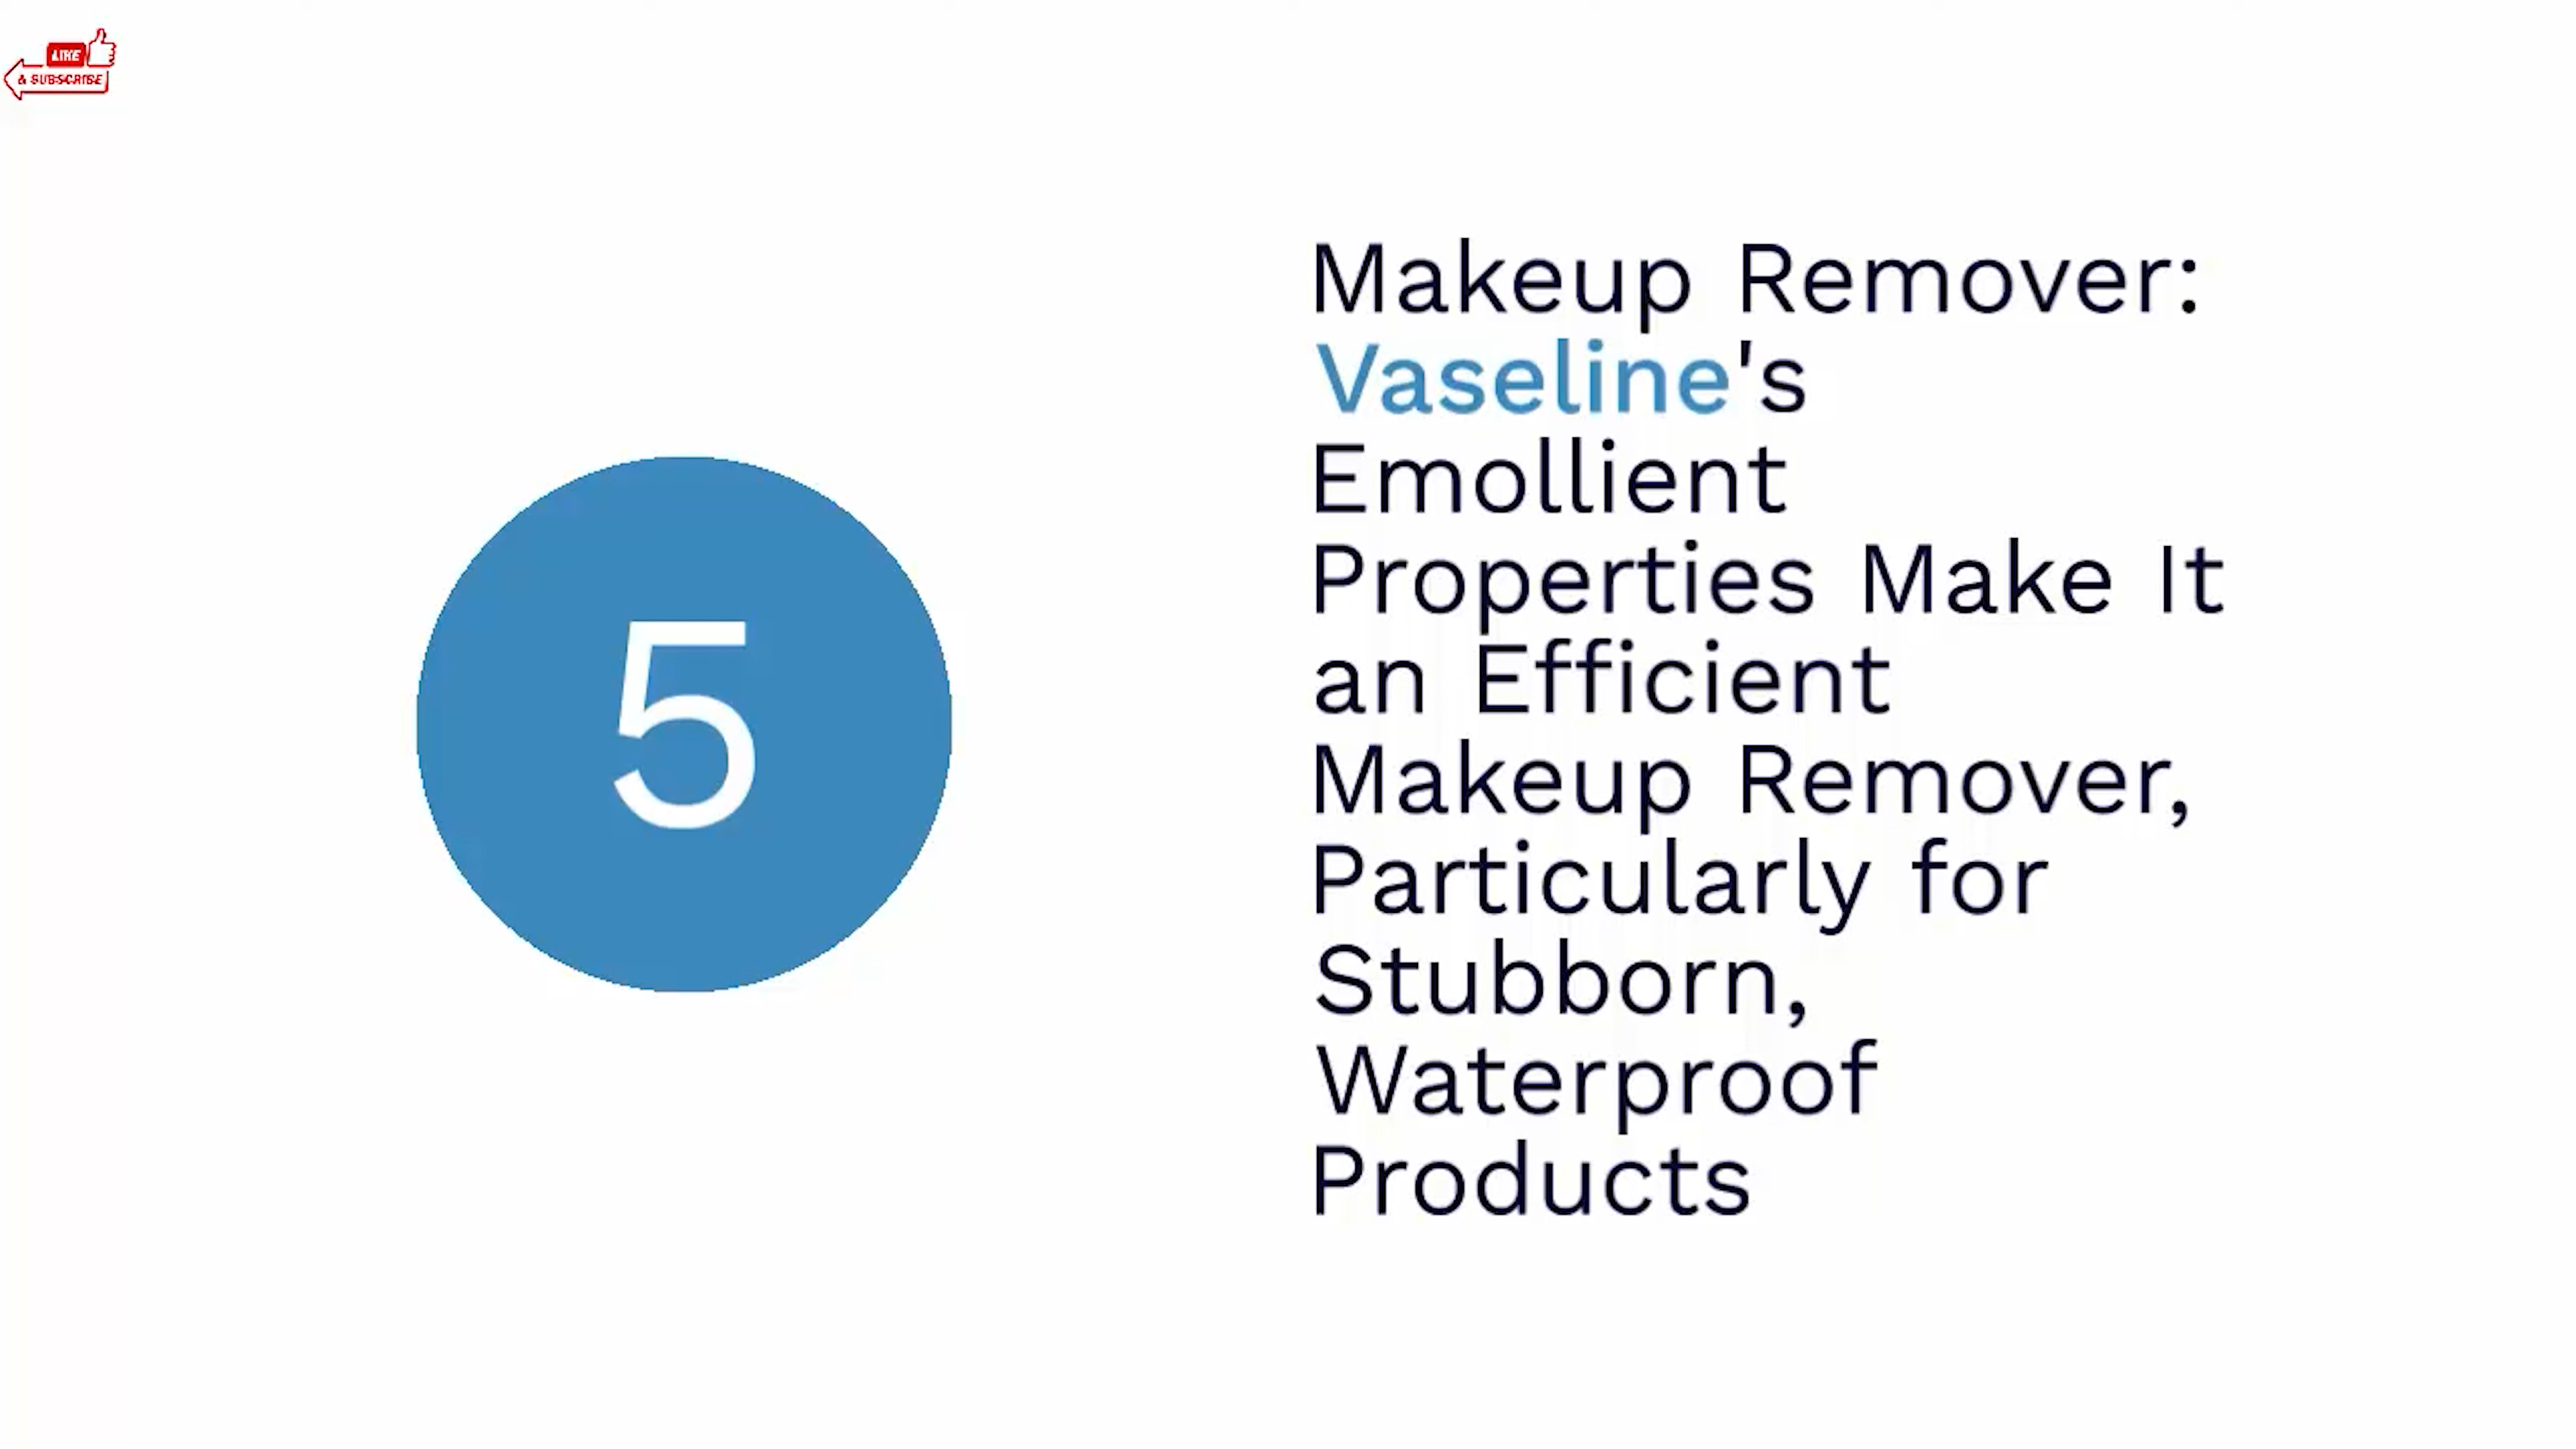 LIKE
& SUBSCRIBE
5
Makeup Remover:
Vaseline's
Emollient
Properties Make It
an Efficient
Makeup Remover,
Particularly for
Stubborn,
Waterproof
Products